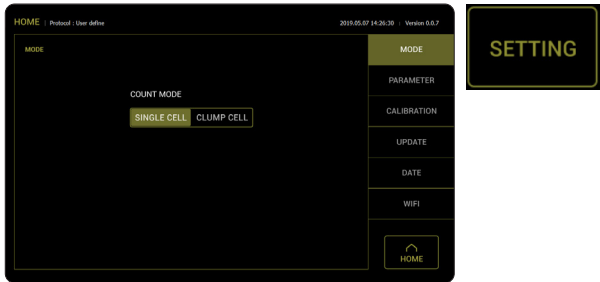 HOME | Protocol : User define
2019.05.07 14:26:30 : Version 0.0.7
MODE
COUNT MODE
SINGLE CELL CLUMP CELL
MODE
PARAMETER
CALIBRATION
UPDATE
DATE
WIFI
HOME
SETTING